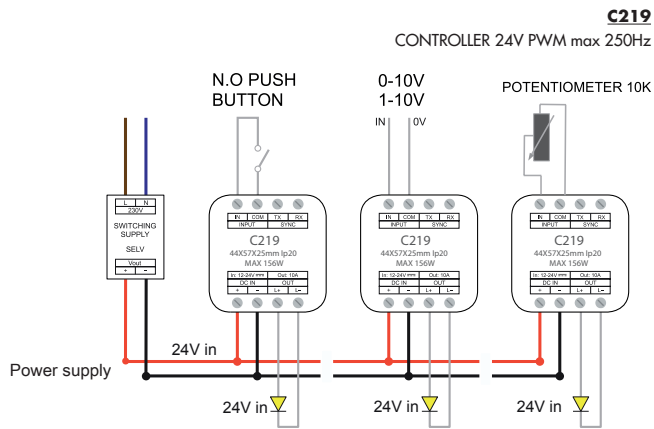 C219
CONTROLLER 24V PWM max 250Hz
N.O PUSH
BUTTON
0-10V
1-10V
POTENTIOMETER 10K
IN 0V
L N
230V
SWITCHING
SUPPLY
SELV
Vout
+ −
IN COM TX RX
INPUT SYNC
C219
44X57X25mm Ip20
MAX 156W
In: 12-24V Out: 10A
DC IN OUT
+ − L+ L−
IN COM TX RX
INPUT SYNC
C219
44X57X25mm Ip20
MAX 156W
In: 12-24V Out: 10A
DC IN OUT
+ − L+ L−
IN COM TX RX
INPUT SYNC
C219
44X57X25mm Ip20
MAX 156W
In: 12-24V Out: 10A
DC IN OUT
+ − L+ L−
24V in
Power supply
24V in
24V in
24V in